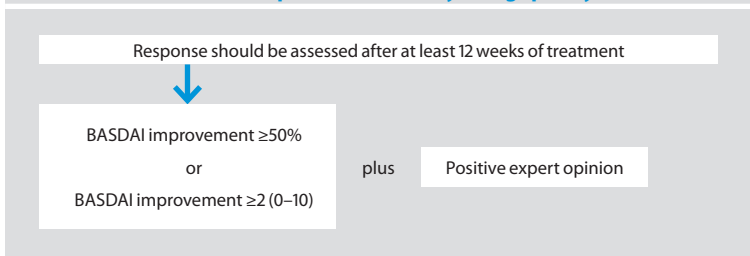 Response should be assessed after at least 12 weeks of treatment
BASDAI improvement ≥50%
or
BASDAI improvement ≥2 (0–10)
plus
Positive expert opinion